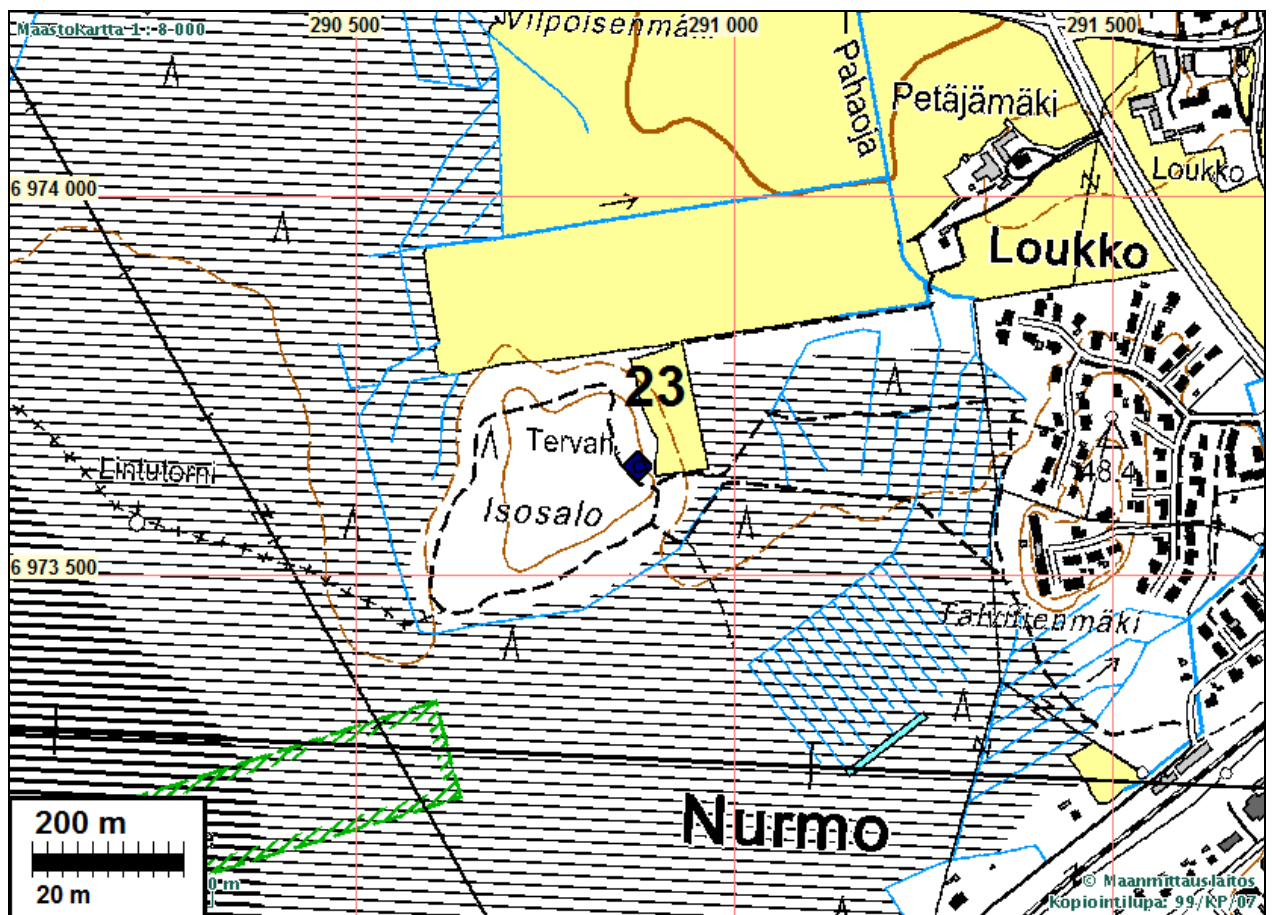 Maastokartta 1 : 8-000
290 500
291 000
291 500
Pahaoja
Petäjämäki
Loukko
6 974 000
Loukko
23
Tervah.
Lintutorni
Isosalo
48.4
6 973 500
Nurmo
200 m
20 m
© Maanmittauslaitos
Kopiointilupa: 99/KP/07